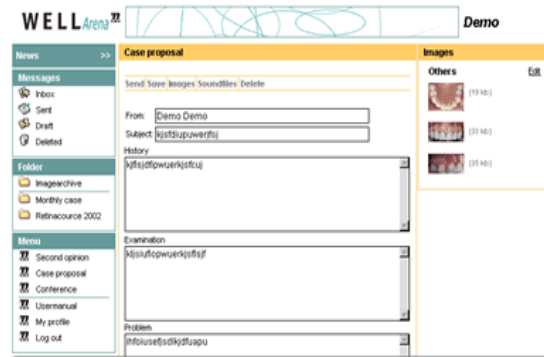 WELL Arena
Demo
News >>
Messages
Inbox
Sent
Draft
Deleted
Folder
Imagearchive
Monthly case
Retinacource 2002
Menu
Second opinion
Case proposal
Conference
Usermanual
My profile
Log out
Case proposal
Send Save Images Soundfiles Delete
From: Demo Demo
Subject: kjsfdiupuwerjfsj
History
kjflsjdfipwuerkjsfcuj
Examination
kljsiufiopwuerkjsflsjf
Problem
ihfoiusefjsdlkjdfuapu
Images
Others Edit
(19 kb)
(33 kb)
(35 kb)